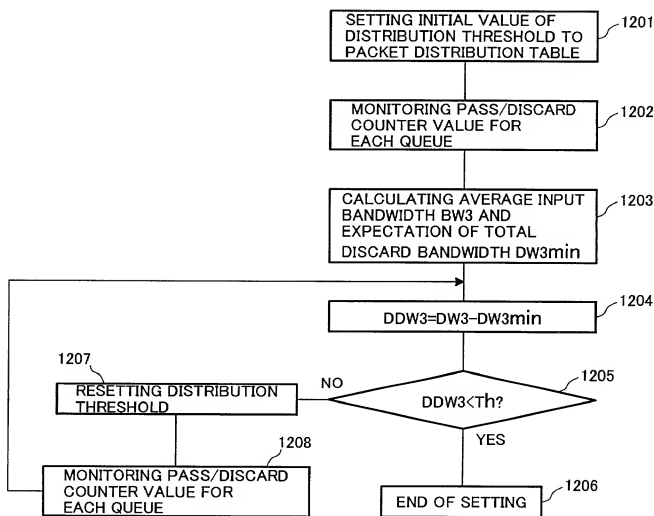 SETTING INITIAL VALUE OF
DISTRIBUTION THRESHOLD TO
PACKET DISTRIBUTION TABLE
1201
MONITORING PASS/DISCARD
COUNTER VALUE FOR
EACH QUEUE
1202
CALCULATING AVERAGE INPUT
BANDWIDTH BW3 AND
EXPECTATION OF TOTAL
DISCARD BANDWIDTH DW3min
1203
DDW3=DW3-DW3min
1204
DDW3<Th?
1205
NO
YES
1207
RESETTING DISTRIBUTION
THRESHOLD
1208
MONITORING PASS/DISCARD
COUNTER VALUE FOR
EACH QUEUE
END OF SETTING
1206